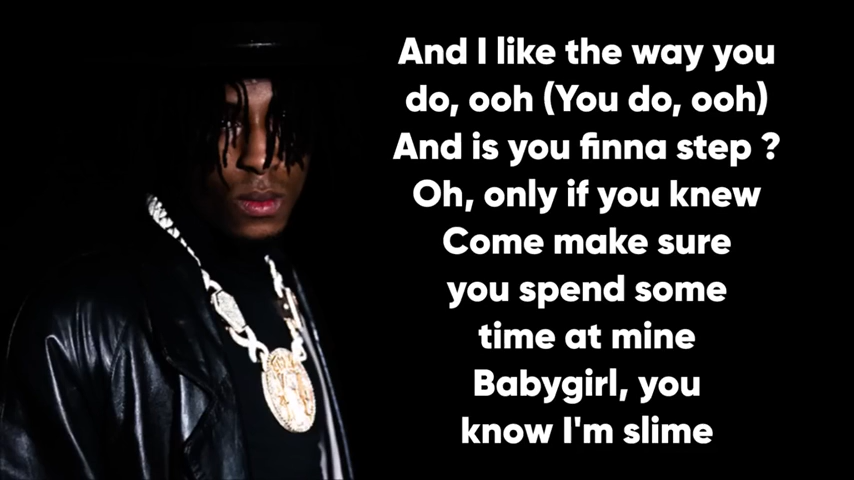 And I like the way you
do, ooh (You do, ooh)
And is you finna step ?
Oh, only if you knew
Come make sure
you spend some
time at mine
Babygirl, you
know I'm slime